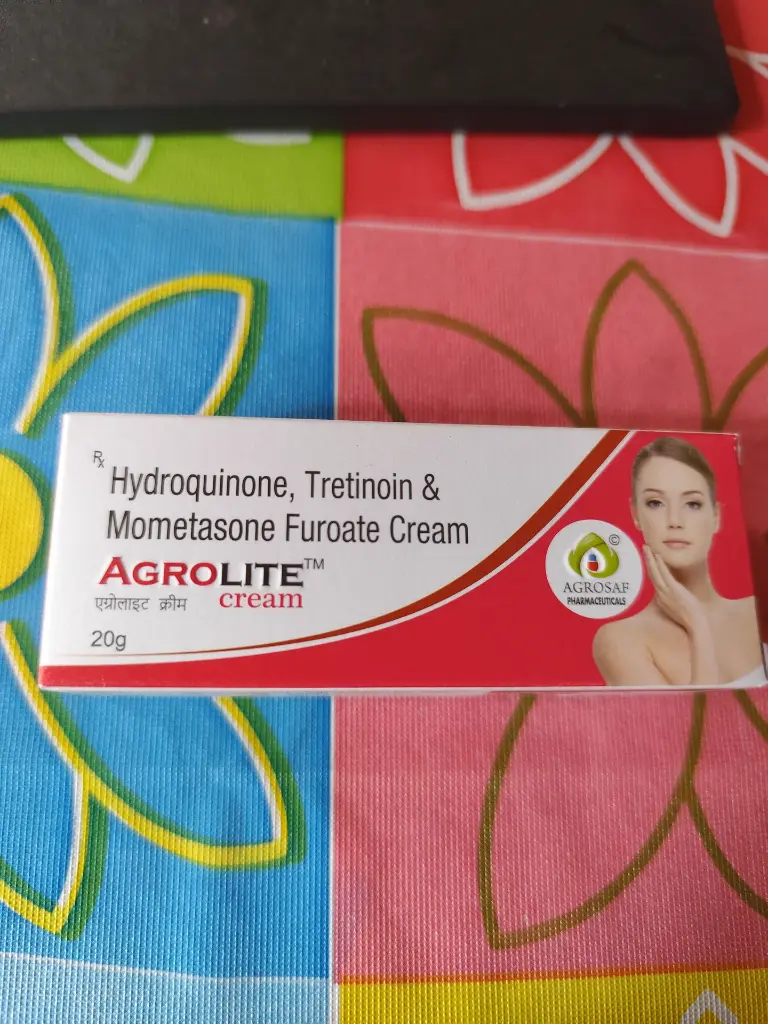 Rx
Hydroquinone, Tretinoin &
Mometasone Furoate Cream
AGROLITE™
एग्रोलाइट क्रीम cream
20g
©
AGROSAF
PHARMACEUTICALS